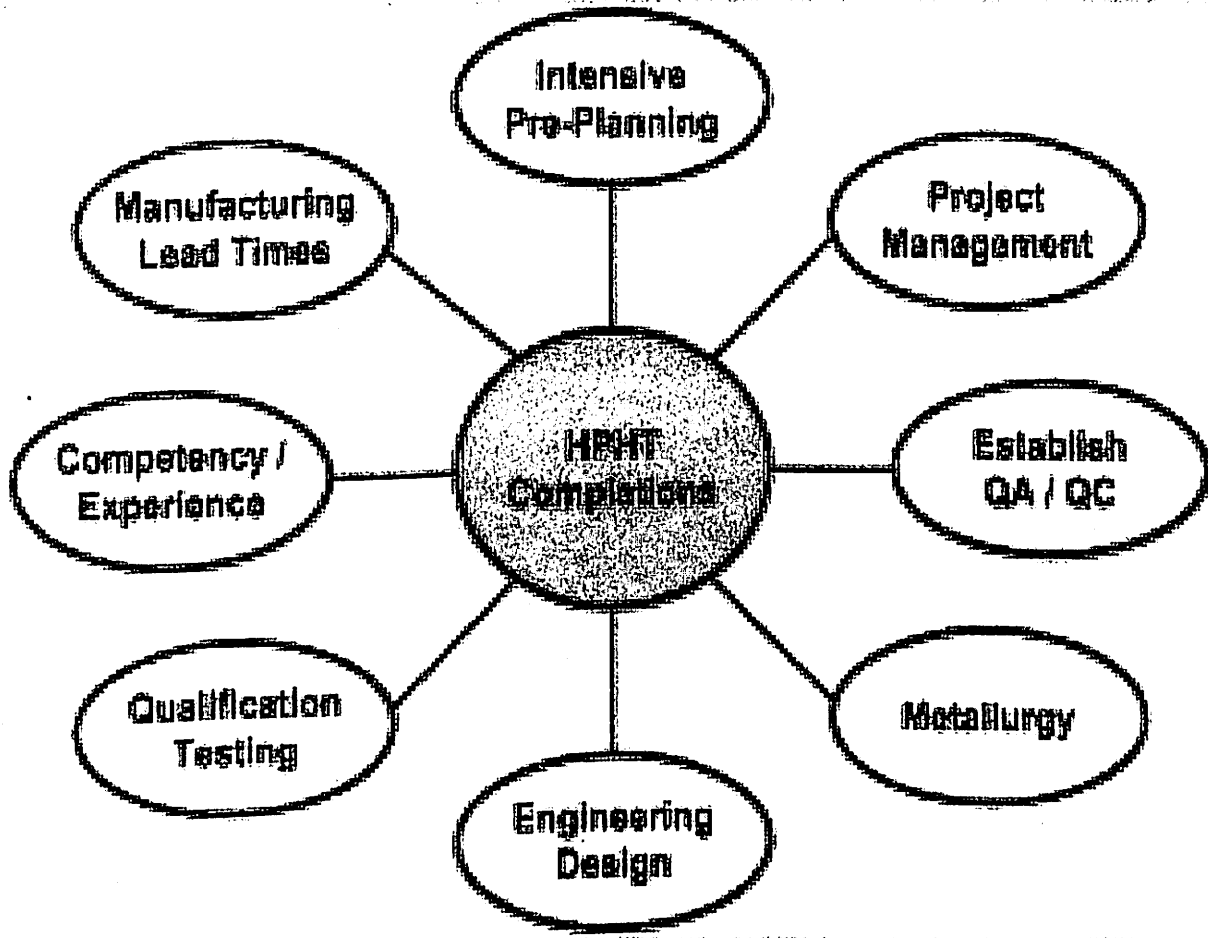 Intensive
Pre-Planning
Project
Management
Establish
QA / QC
Metallurgy
Engineering
Design
Qualification
Testing
Competency /
Experience
Manufacturing
Lead Times
HPHT
Completions